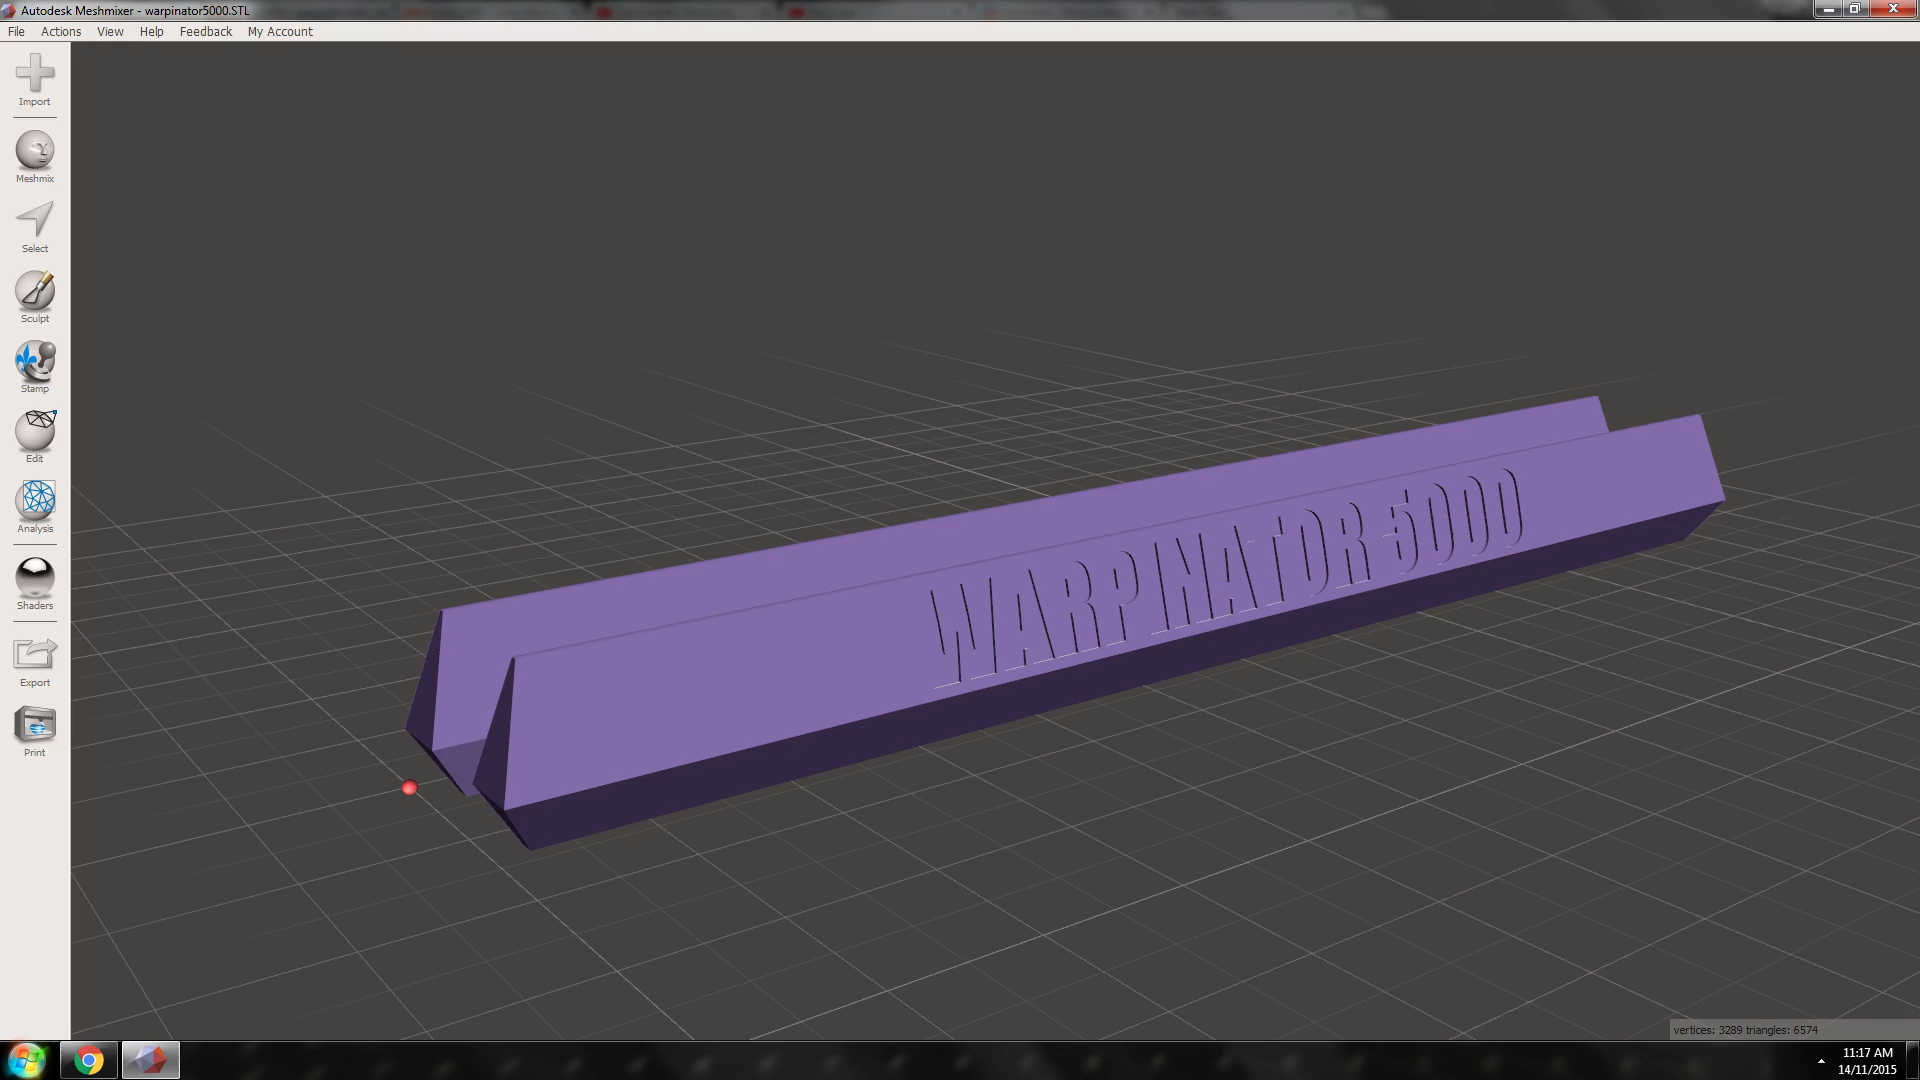 Autodesk Meshmixer - warpinator5000.STL
File Actions View Help Feedback My Account
Import
Meshmix
Select
Sculpt
Stamp
Edit
Analysis
Shaders
Export
Print
WARPINATOR 5000
vertices: 3289 triangles: 6574
11:17 AM
14/11/2015